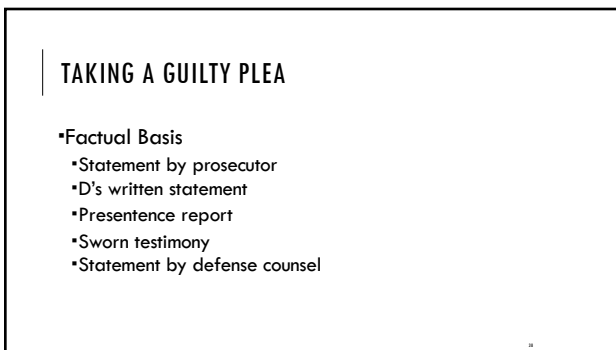 TAKING A GUILTY PLEA
▪Factual Basis
▪Statement by prosecutor
▪D's written statement
▪Presentence report
▪Sworn testimony
▪Statement by defense counsel